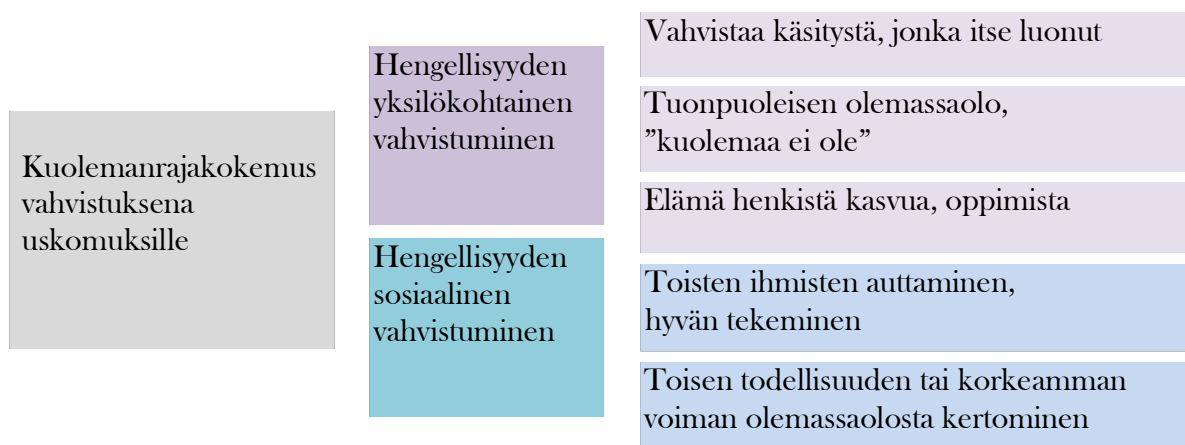 Kuolemanrajakokemus
vahvistuksena
uskomuksille
Hengellisyyden
yksilökohtainen
vahvistuminen
Hengellisyyden
sosiaalinen
vahvistuminen
Vahvistaa käsitystä, jonka itse luonut
Tuonpuoleisen olemassaolo,
”kuolemaa ei ole”
Elämä henkistä kasvua, oppimista
Toisten ihmisten auttaminen,
hyvän tekeminen
Toisen todellisuuden tai korkeamman
voiman olemassaolosta kertominen